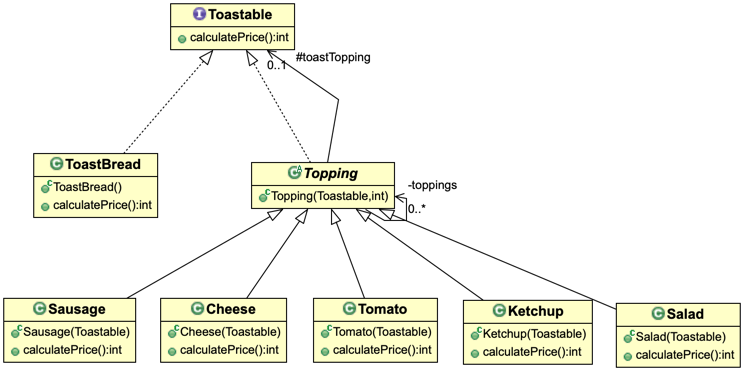 I Toastable
calculatePrice():int
0..1
#toastTopping
C ToastBread
C ToastBread()
calculatePrice():int
C A Topping
C Topping(Toastable,int)
-toppings
0..*
C Sausage
C Sausage(Toastable)
calculatePrice():int
C Cheese
C Cheese(Toastable)
calculatePrice():int
C Tomato
C Tomato(Toastable)
calculatePrice():int
C Ketchup
C Ketchup(Toastable)
calculatePrice():int
C Salad
C Salad(Toastable)
calculatePrice():int